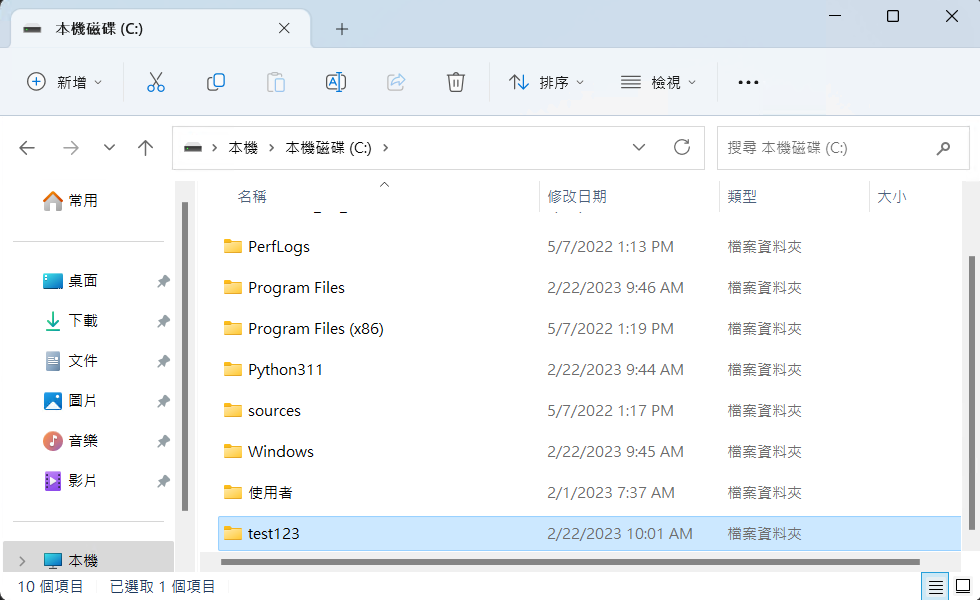 本機磁碟 (C:)
新增
排序
檢視
本機
本機磁碟 (C:)
搜尋 本機磁碟 (C:)
常用
桌面
下載
文件
圖片
音樂
影片
本機
名稱 修改日期 類型 大小
PerfLogs 5/7/2022 1:13 PM 檔案資料夾
Program Files 2/22/2023 9:46 AM 檔案資料夾
Program Files (x86) 5/7/2022 1:19 PM 檔案資料夾
Python311 2/22/2023 9:44 AM 檔案資料夾
sources 5/7/2022 1:17 PM 檔案資料夾
Windows 2/22/2023 9:45 AM 檔案資料夾
使用者 2/1/2023 7:37 AM 檔案資料夾
test123 2/22/2023 10:01 AM 檔案資料夾
10 個項目 已選取 1 個項目